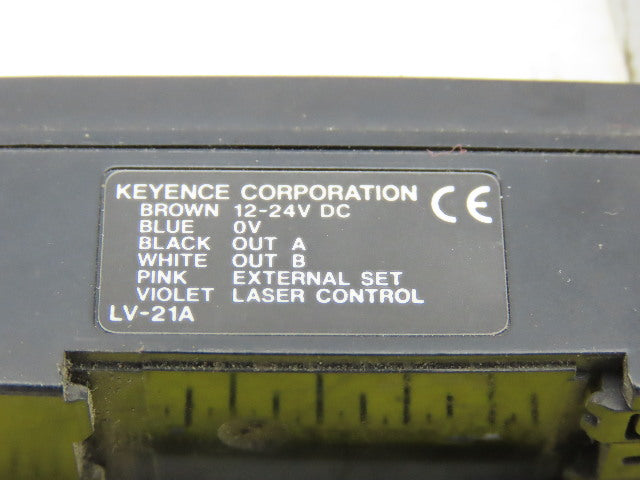 KEYENCE CORPORATION CE
BROWN 12-24V DC
BLUE 0V
BLACK OUT A
WHITE OUT B
PINK EXTERNAL SET
VIOLET LASER CONTROL
LV-21A